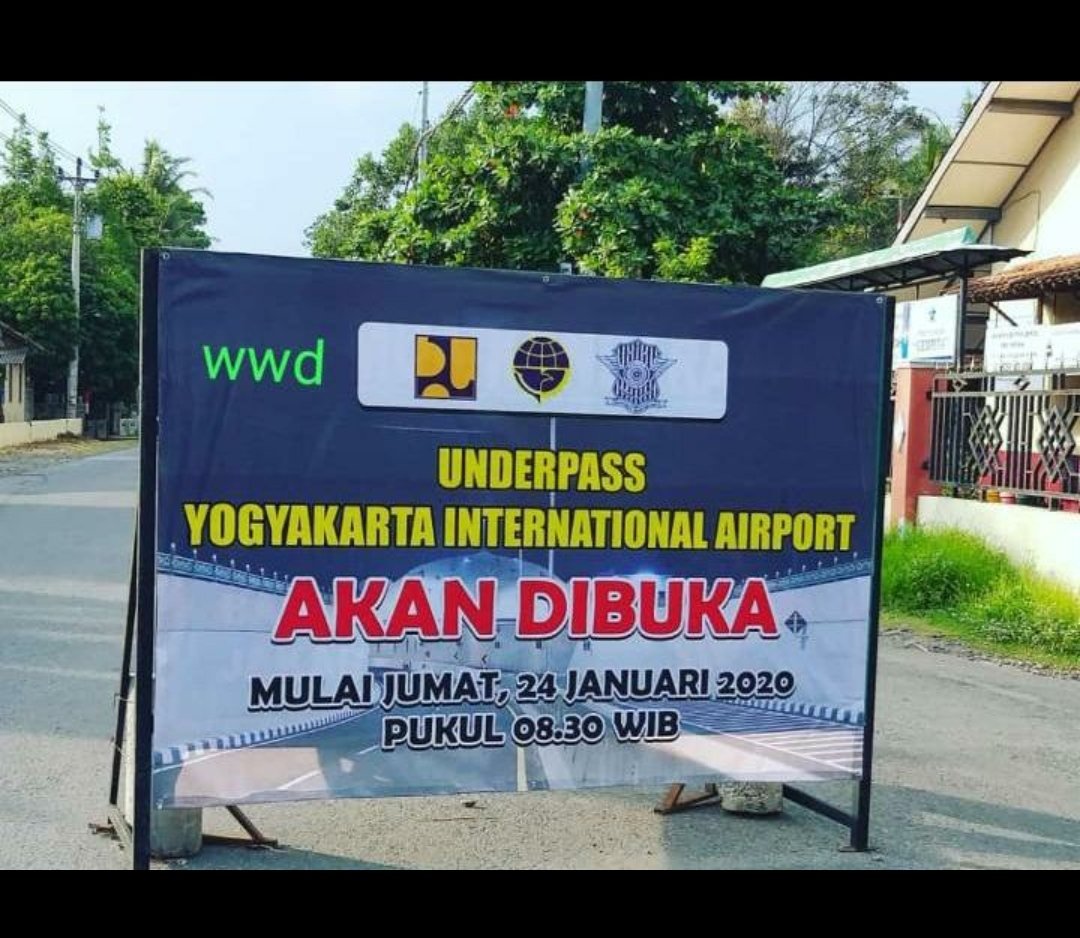 wwd
UNDERPASS
YOGYAKARTA INTERNATIONAL AIRPORT
AKAN DIBUKA
MULAI JUMAT, 24 JANUARI 2020
PUKUL 08.30 WIB